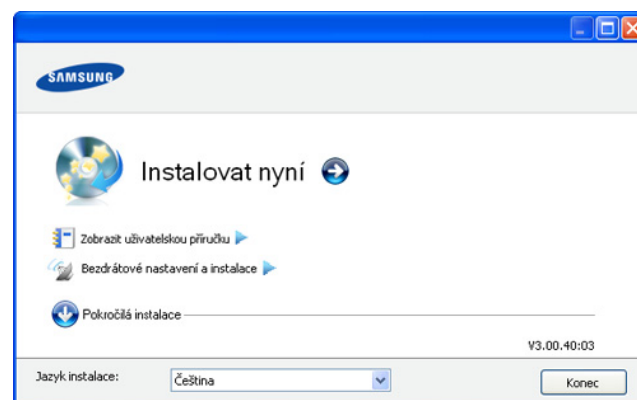 SAMSUNG
Instalovat nyní
Zobrazit uživatelskou příručku
Bezdrátové nastavení a instalace
Pokročilá instalace
V3.00.40:03
Jazyk instalace: Čeština Konec